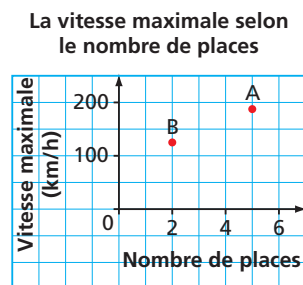 La vitesse maximale selon
le nombre de places
Vitesse maximale
(km/h)
200
100
0
2
4
6
A
B
Nombre de places